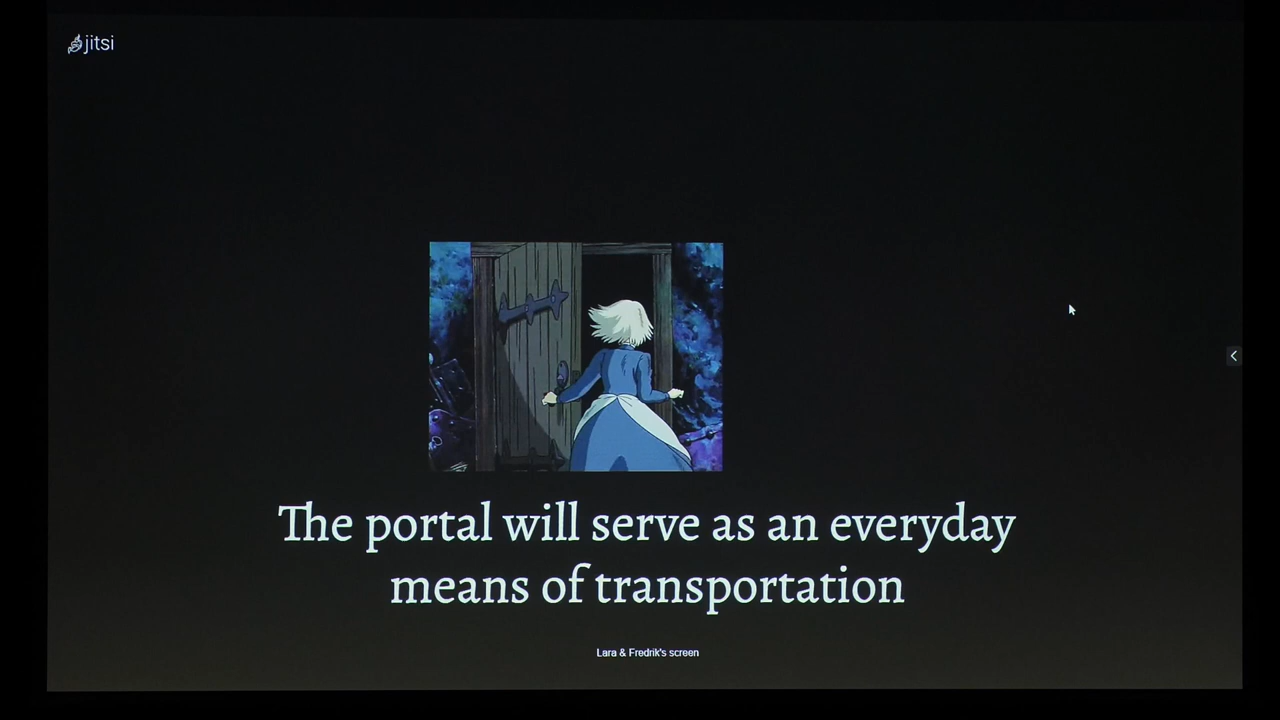 jitsi
The portal will serve as an everyday
means of transportation
Lara & Fredrik's screen